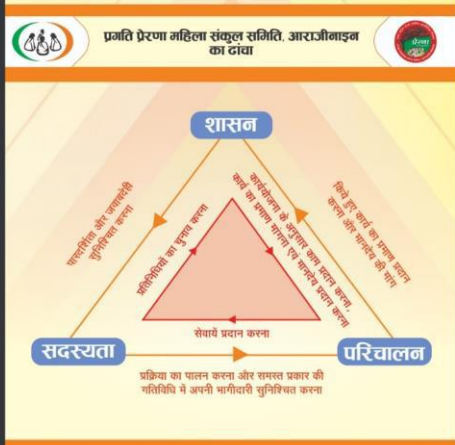 प्रगति प्रेरणा महिला संकुल समिति, आराजीनाइन
का ढांचा
प्रेरणा
शासन
पारदर्शिता और जवाबदेही
सुनिश्चित करना
प्रतिनिधियों का चुनाव करना
कार्ययोजना के अनुसार काम प्रदान करना,
कार्य का प्रमाण मांगना एवं मानदेय प्रदान करना
किये हुए कार्य का प्रमाण प्रदान
करना और मानदेय की मांग
सेवायें प्रदान करना
सदस्यता
परिचालन
प्रक्रिया का पालन करना और समस्त प्रकार की
गतिविधि में अपनी भागीदारी सुनिश्चित करना